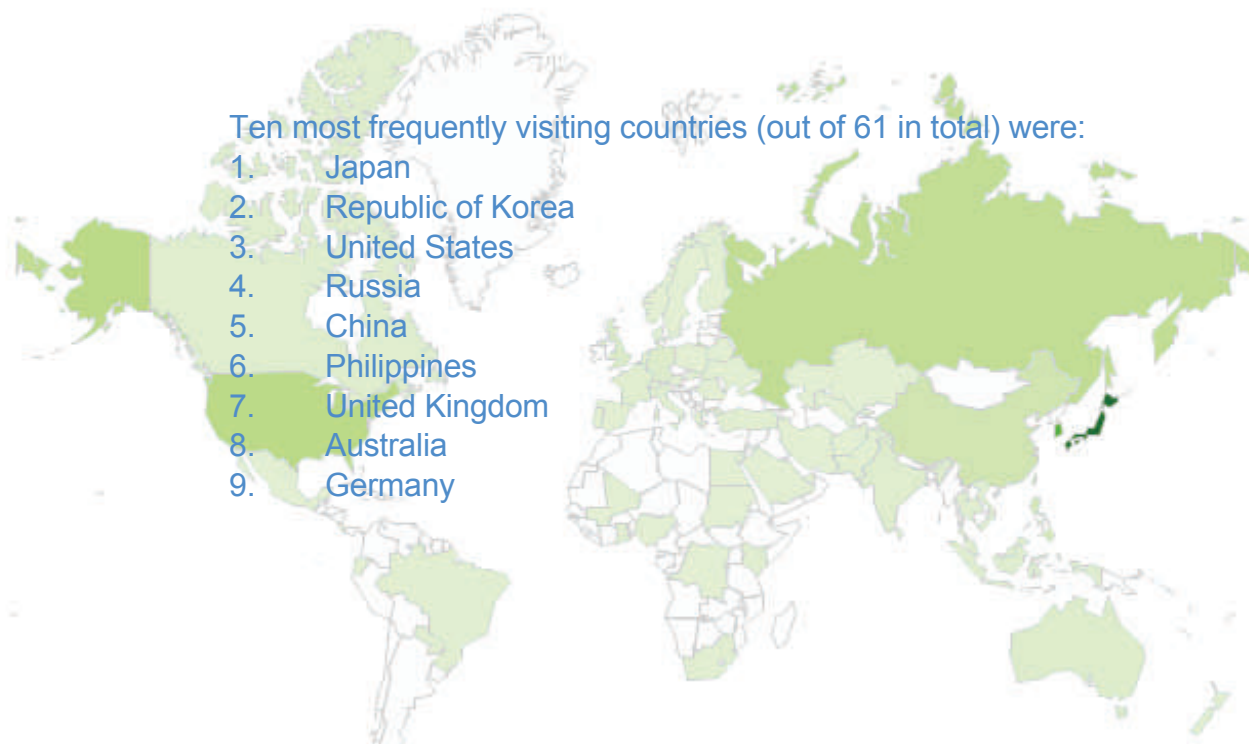 Ten most frequently visiting countries (out of 61 in total) were:
1. Japan
2. Republic of Korea
3. United States
4. Russia
5. China
6. Philippines
7. United Kingdom
8. Australia
9. Germany